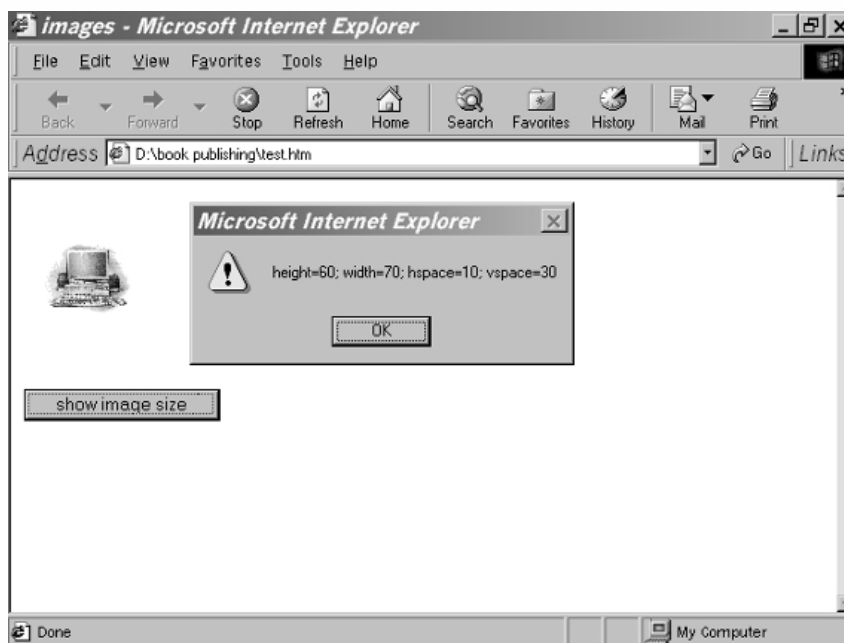 images - Microsoft Internet Explorer
File Edit View Favorites Tools Help
Back Forward Stop Refresh Home Search Favorites History Mail Print
Address D:\book publishing\test.htm Go Links
Microsoft Internet Explorer
height=60; width=70; hspace=10; vspace=30
OK
show image size
Done My Computer